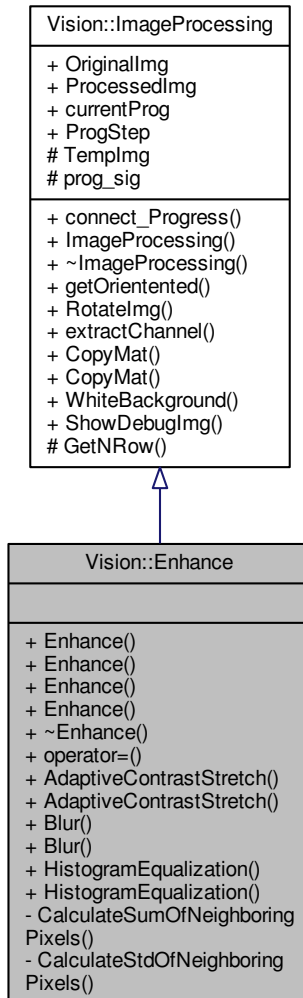 Vision::ImageProcessing
+ OriginalImg
+ ProcessedImg
+ currentProg
+ ProgStep
# TempImg
# prog_sig
+ connect_Progress()
+ ImageProcessing()
+ ~ImageProcessing()
+ getOrientented()
+ RotateImg()
+ extractChannel()
+ CopyMat()
+ CopyMat()
+ WhiteBackground()
+ ShowDebugImg()
# GetNRow()
Vision::Enhance
+ Enhance()
+ Enhance()
+ Enhance()
+ Enhance()
+ ~Enhance()
+ operator=()
+ AdaptiveContrastStretch()
+ AdaptiveContrastStretch()
+ Blur()
+ Blur()
+ HistogramEqualization()
+ HistogramEqualization()
- CalculateSumOfNeighboring
Pixels()
- CalculateStdOfNeighboring
Pixels()